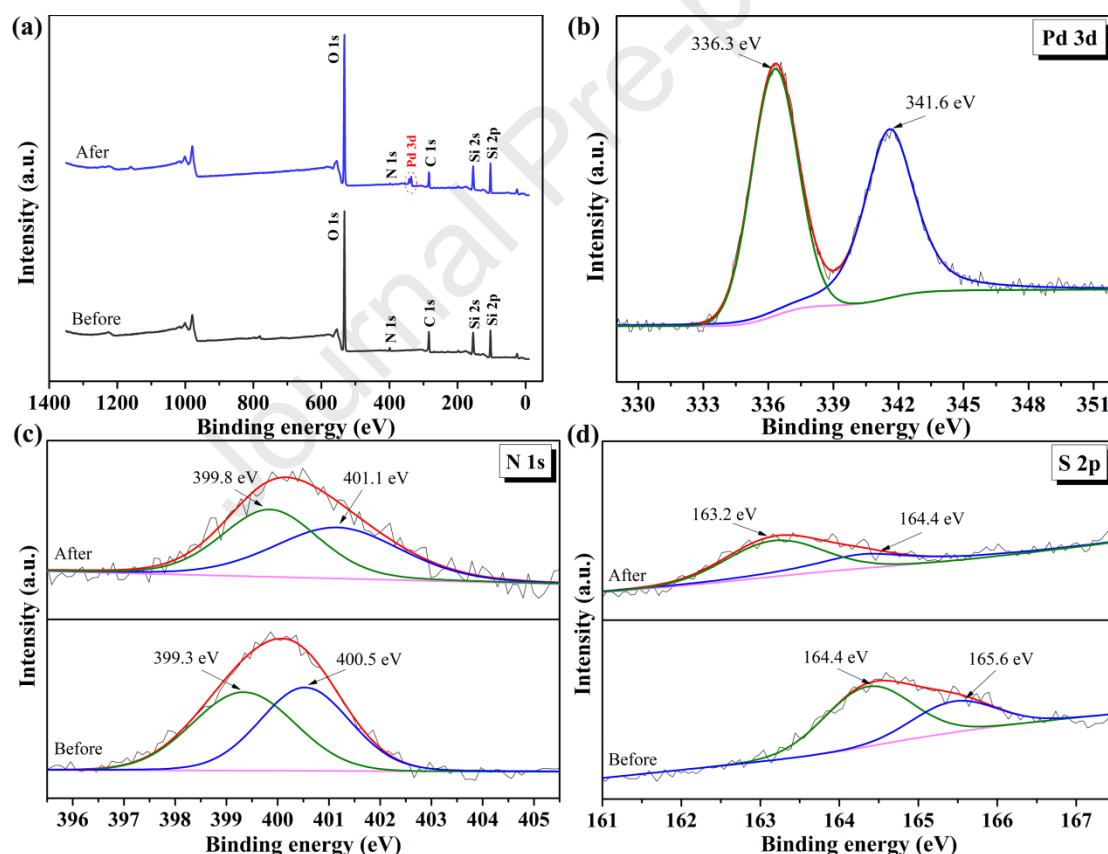 (a)
O 1s
N 1s
Pd 3d
C 1s
Si 2s
Si 2p
Afer
O 1s
N 1s
C 1s
Si 2s
Si 2p
Before
Intensity (a.u.)
1400 1200 1000 800 600 400 200 0
Binding energy (eV)
(b)
Pd 3d
336.3 eV
341.6 eV
Intensity (a.u.)
330 333 336 339 342 345 348 351
Binding energy (eV)
(c)
N 1s
399.8 eV
401.1 eV
After
399.3 eV
400.5 eV
Before
Intensity (a.u.)
Intensity (a.u.)
396 397 398 399 400 401 402 403 404 405
Binding energy (eV)
(d)
S 2p
163.2 eV
164.4 eV
After
164.4 eV
165.6 eV
Before
Intensity (a.u.)
Intensity (a.u.)
161 162 163 164 165 166 167
Binding energy (eV)
Journal Pre-p